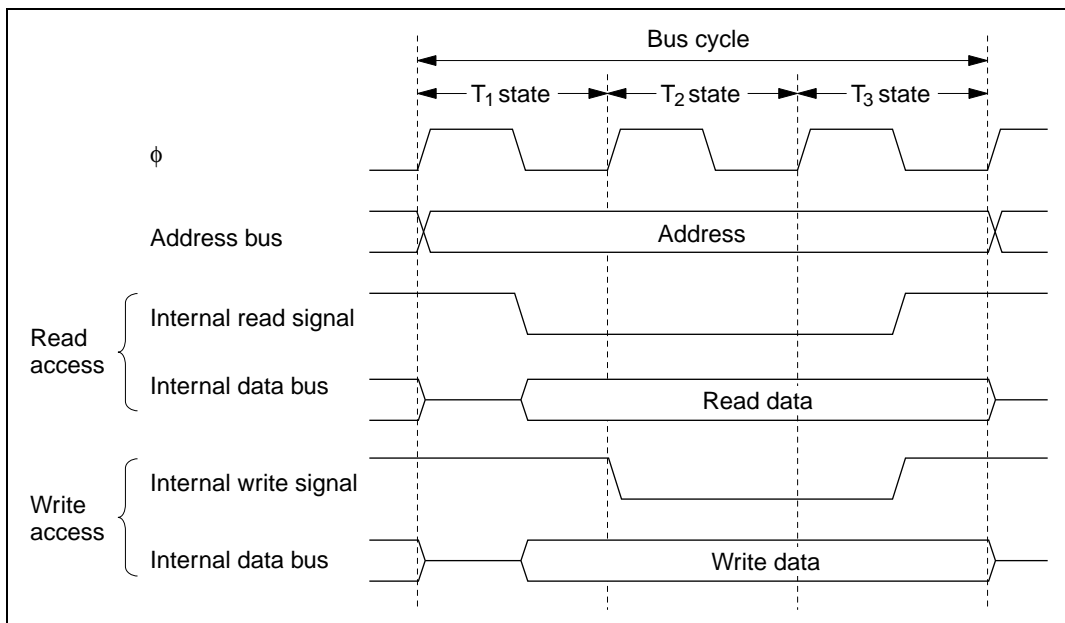 Bus cycle
T₁ state T₂ state T₃ state
ϕ
Address bus
Address
Read
access
Internal read signal
Internal data bus
Read data
Write
access
Internal write signal
Internal data bus
Write data